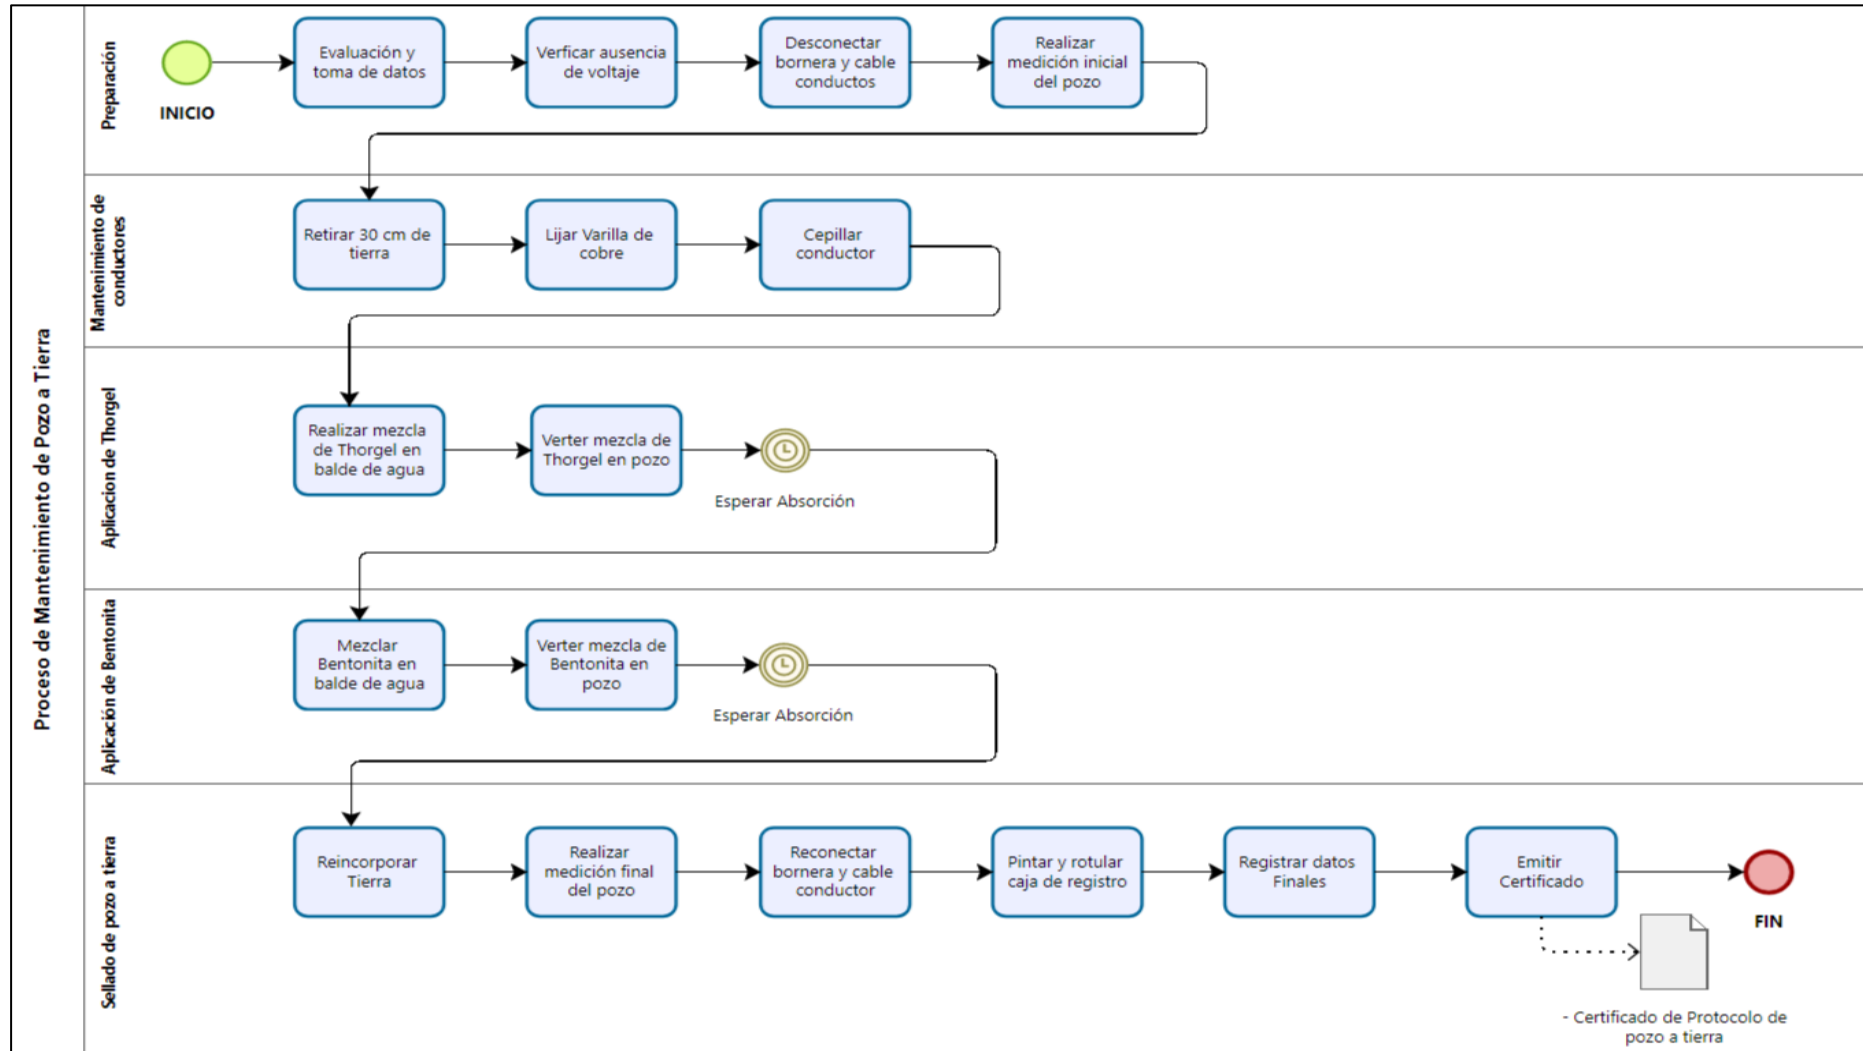 Proceso de Mantenimiento de Pozo a Tierra
Preparación
INICIO
Evaluación y
toma de datos
Verficar ausencia
de voltaje
Desconectar
bornera y cable
conductos
Realizar
medición inicial
del pozo
Mantenimiento de
conductores
Retirar 30 cm de
tierra
Lijar Varilla de
cobre
Cepillar
conductor
Aplicacion de Thorgel
Realizar mezcla
de Thorgel en
balde de agua
Verter mezcla de
Thorgel en pozo
Esperar Absorción
Aplicación de Bentonita
Mezclar
Bentonita en
balde de agua
Verter mezcla de
Bentonita en
pozo
Esperar Absorción
Sellado de pozo a tierra
Reincorporar
Tierra
Realizar
medición final
del pozo
Reconectar
bornera y cable
conductor
Pintar y rotular
caja de registro
Registrar datos
Finales
Emitir
Certificado
FIN
- Certificado de Protocolo de
pozo a tierra